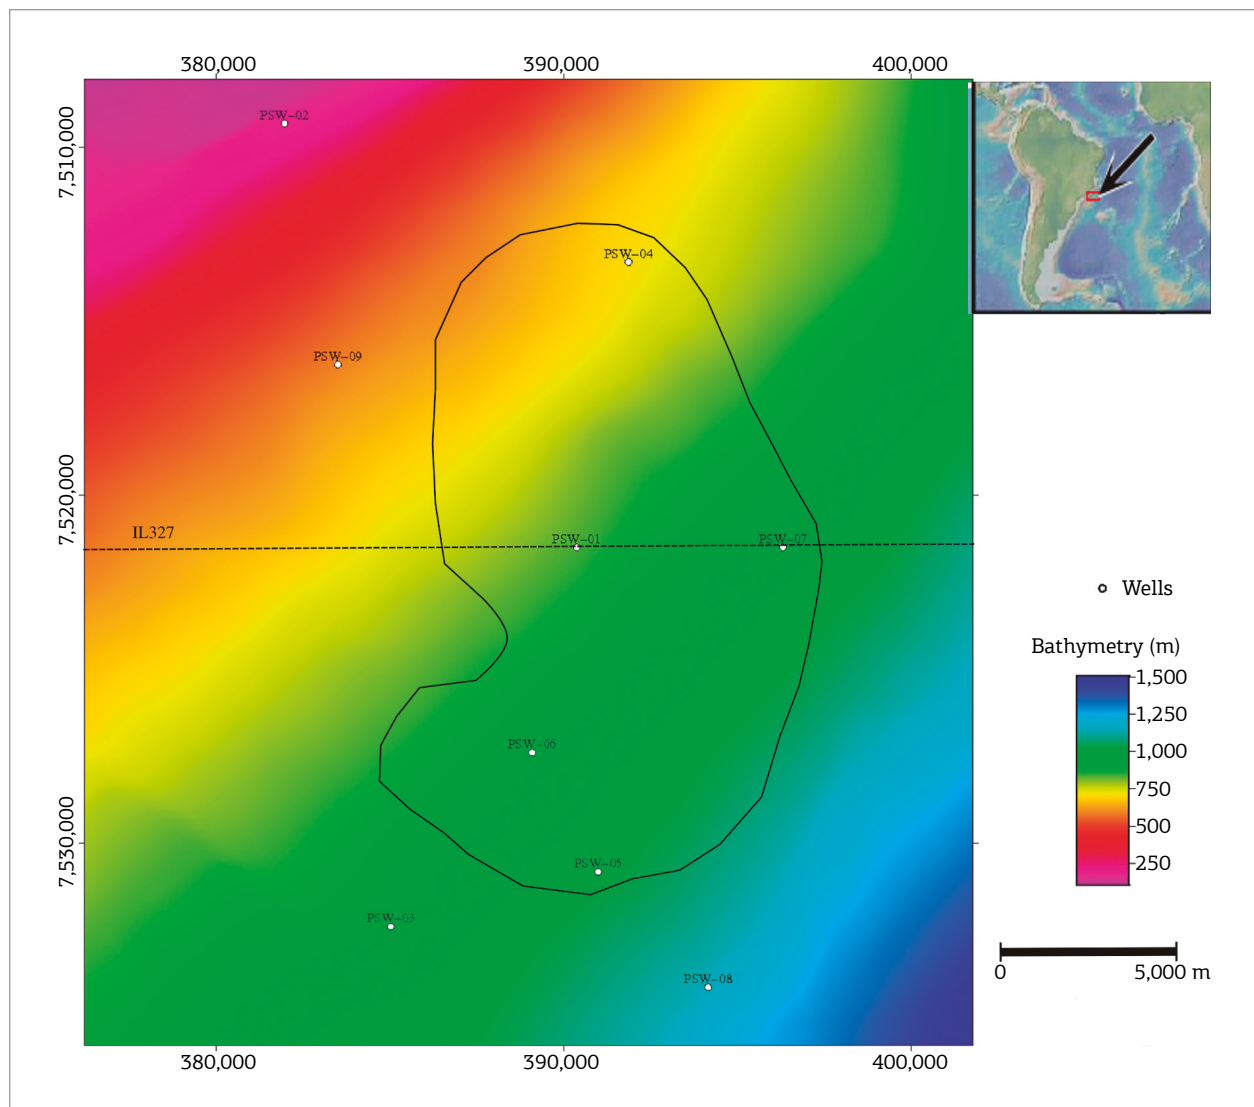 380,000 390,000 400,000
PSW-02
7,510,000
PSW-04
PSW-09
7,520,000
IL327
PSW-01 PSW-07
Wells
Bathymetry (m)
1,500
1,250
1,000
750
500
250
PSW-06
7,530,000
PSW-05
PSW-03
PSW-08
0 5,000 m
380,000 390,000 400,000